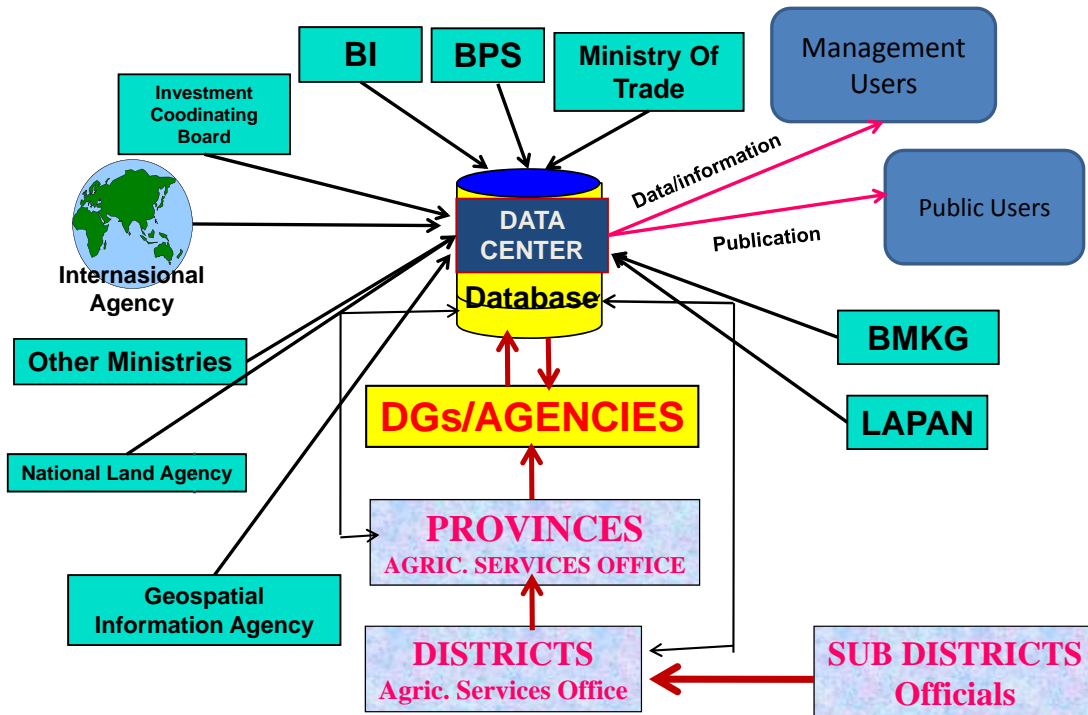 BI
BPS
Ministry Of
Trade
Management
Users
Investment
Coodinating
Board
Data/information
Public Users
Publication
DATA
CENTER
Database
Internasional
Agency
Other Ministries
BMKG
DGs/AGENCIES
LAPAN
National Land Agency
PROVINCES
AGRIC. SERVICES OFFICE
Geospatial
Information Agency
DISTRICTS
Agric. Services Office
SUB DISTRICTS
Officials